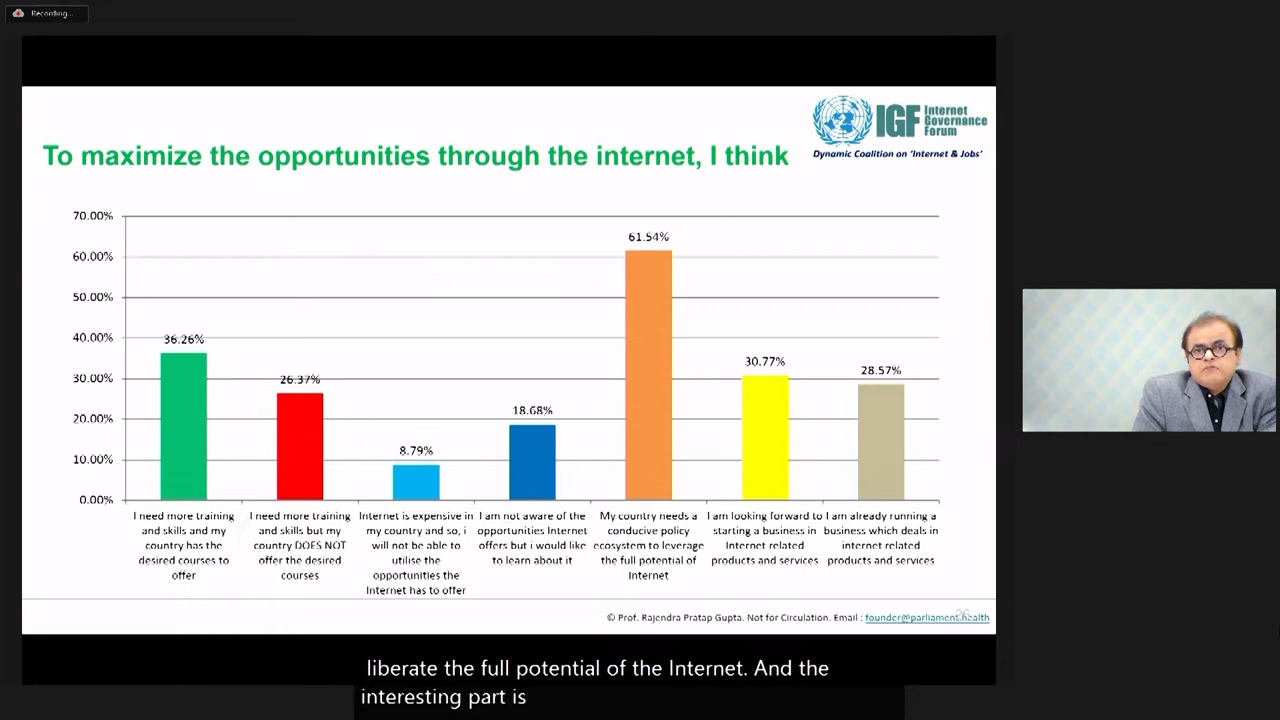 Recording...
IGF Internet
Governance
Forum
Dynamic Coalition on 'Internet & Jobs'
To maximize the opportunities through the internet, I think
70.00%
60.00%
50.00%
40.00%
30.00%
20.00%
10.00%
0.00%
36.26%
26.37%
8.79%
18.68%
61.54%
30.77%
28.57%
I need more training
and skills and my
country has the
desired courses to
offer
I need more training
and skills but my
country DOES NOT
offer the desired
courses
Internet is expensive in
my country and so, i
will not be able to
utilise the
opportunities the
Internet has to offer
I am not aware of the
opportunities Internet
offers but i would like
to learn about it
My country needs a
conducive policy
ecosystem to leverage
the full potential of
Internet
I am looking forward to
starting a business in
Internet related
products and services
I am already running a
business which deals in
internet related
products and services
© Prof. Rajendra Pratap Gupta. Not for Circulation. Email : founder@parliament.health
26
liberate the full potential of the Internet. And the
interesting part is